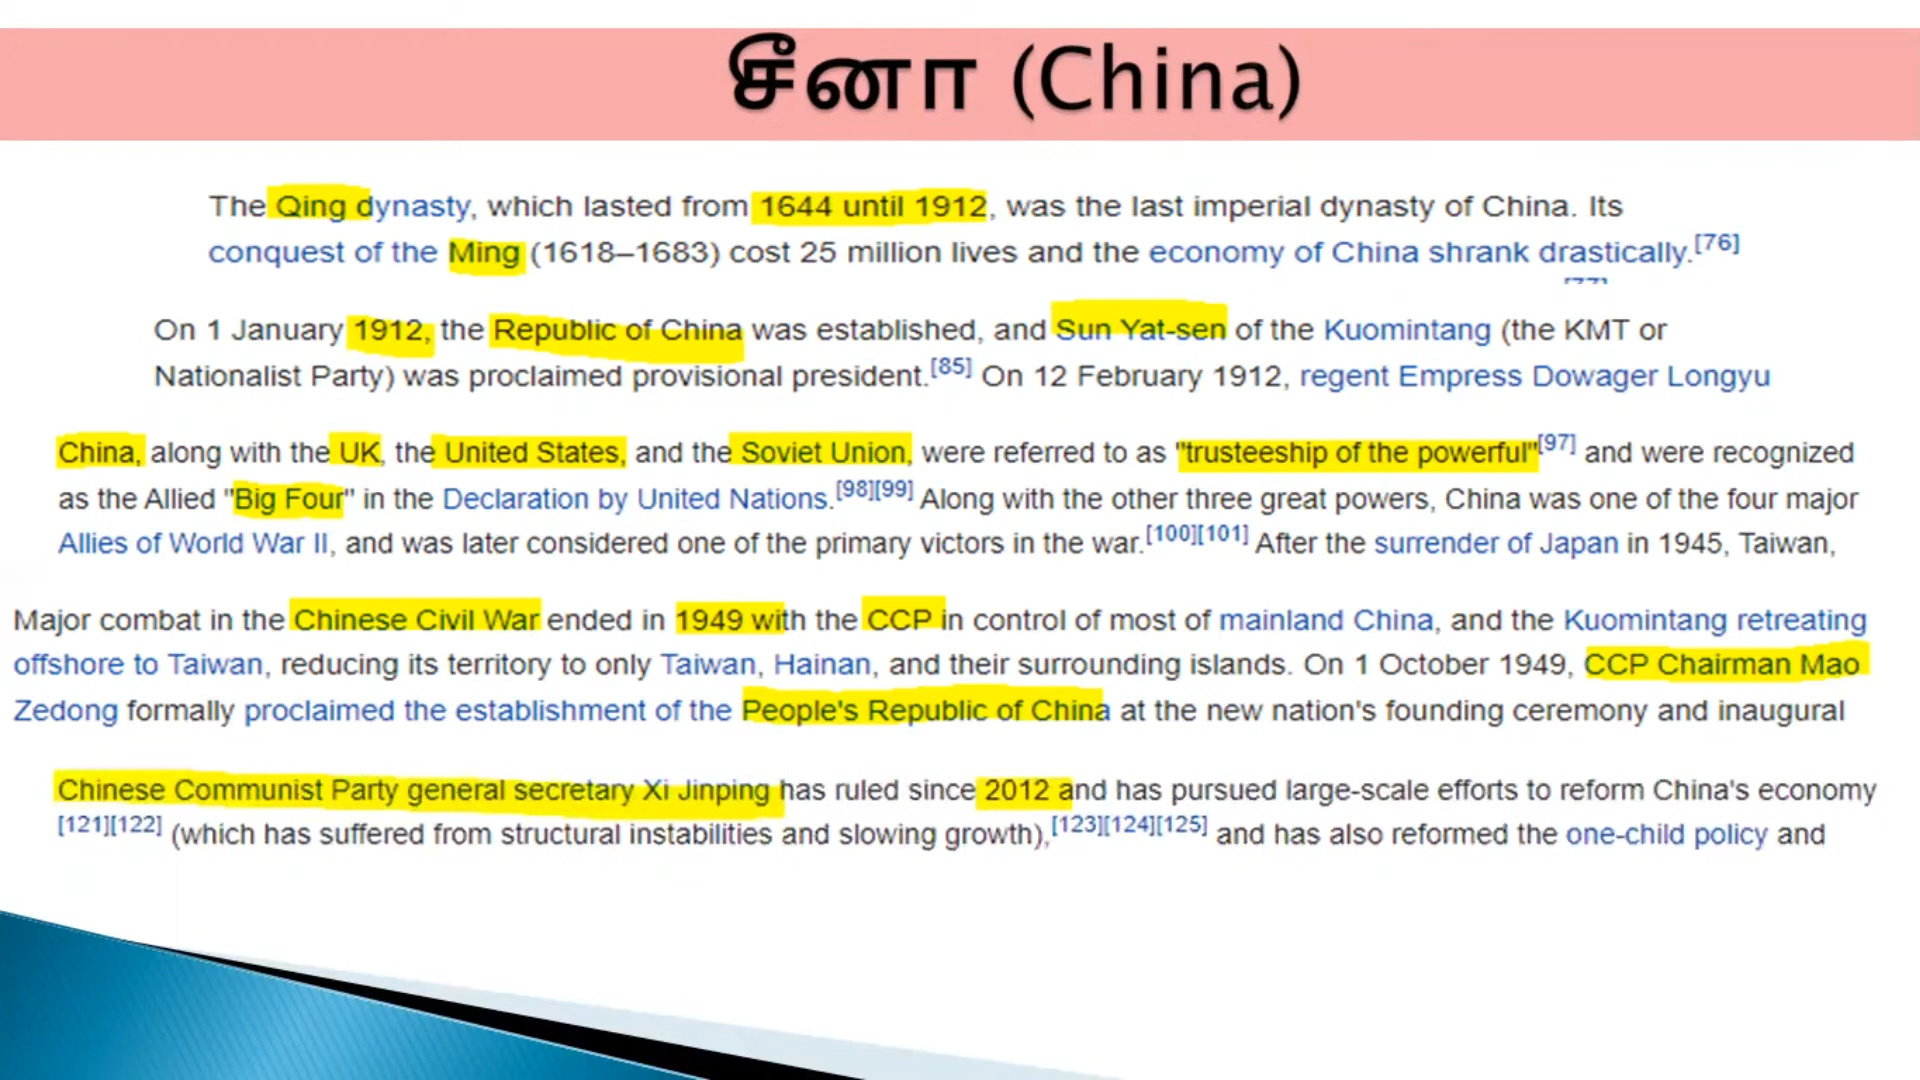 சீனா (China)
The Qing dynasty, which lasted from 1644 until 1912, was the last imperial dynasty of China. Its
conquest of the Ming (1618–1683) cost 25 million lives and the economy of China shrank drastically.[76]
On 1 January 1912, the Republic of China was established, and Sun Yat-sen of the Kuomintang (the KMT or
Nationalist Party) was proclaimed provisional president.[85] On 12 February 1912, regent Empress Dowager Longyu
China, along with the UK, the United States, and the Soviet Union, were referred to as "trusteeship of the powerful"[97] and were recognized
as the Allied "Big Four" in the Declaration by United Nations.[98][99] Along with the other three great powers, China was one of the four major
Allies of World War II, and was later considered one of the primary victors in the war.[100][101] After the surrender of Japan in 1945, Taiwan,
Major combat in the Chinese Civil War ended in 1949 with the CCP in control of most of mainland China, and the Kuomintang retreating
offshore to Taiwan, reducing its territory to only Taiwan, Hainan, and their surrounding islands. On 1 October 1949, CCP Chairman Mao
Zedong formally proclaimed the establishment of the People's Republic of China at the new nation's founding ceremony and inaugural
Chinese Communist Party general secretary Xi Jinping has ruled since 2012 and has pursued large-scale efforts to reform China's economy
[121][122] (which has suffered from structural instabilities and slowing growth),[123][124][125] and has also reformed the one-child policy and